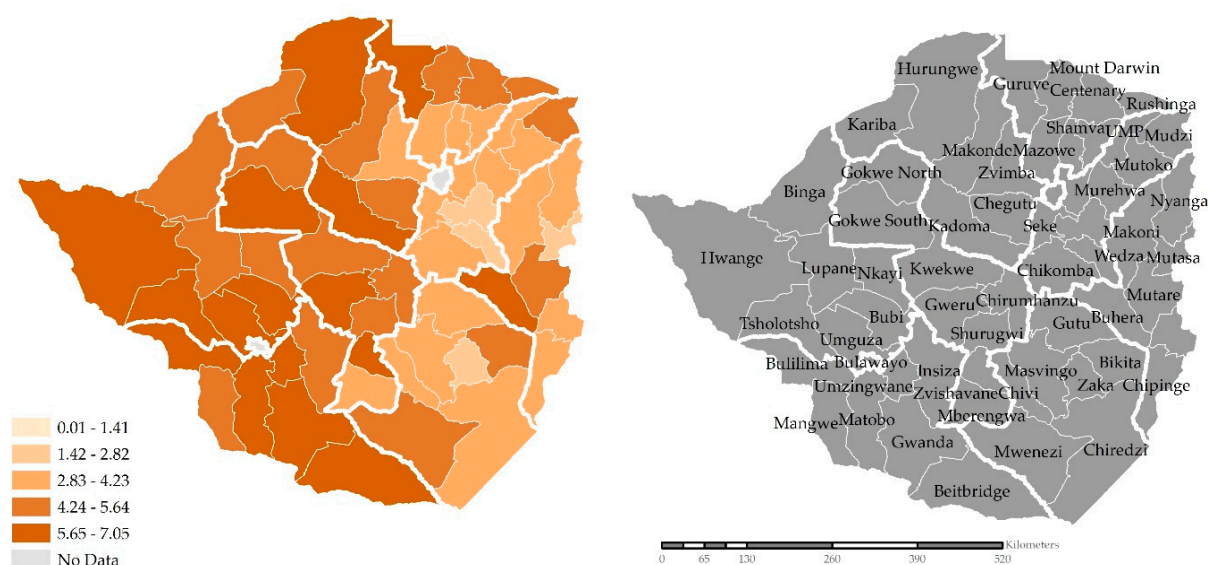 0.01 - 1.41
1.42 - 2.82
2.83 - 4.23
4.24 - 5.64
5.65 - 7.05
No Data
Hurungwe
Mount Darwin
Guruve
Centenary
Rushinga
Kariba
Shamva
UMP
Mudzi
Makonde
Mazowe
Mutoko
Gokwe North
Zvimba
Binga
Murehwa
Nyanga
Chegutu
Gokwe South
Kadoma
Seke
Makoni
Hwange
Lupane
Nkayi
Kwekwe
Chikomba
Wedza
Mutasa
Gweru
Chirumhanzu
Mutare
Tsholotsho
Bubi
Gutu
Buhera
Umguza
Shurugwi
Bulilima
Bulawayo
Insiza
Masvingo
Bikita
Umzingwane
Zvishavane
Chivi
Zaka
Chipinge
Mangwe
Matobo
Mberengwa
Gwanda
Mwenezi
Chiredzi
Beitbridge
Kilometers
0 65 130 260 390 520